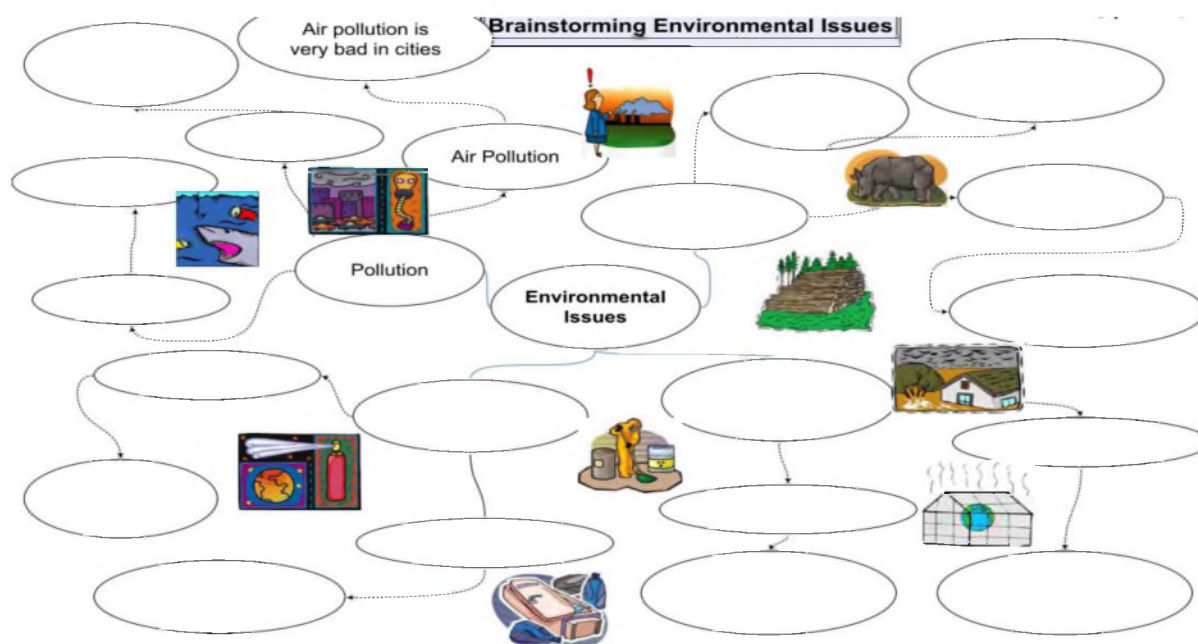 Brainstorming Environmental Issues
Air pollution is
very bad in cities
Air Pollution
Pollution
Environmental
Issues